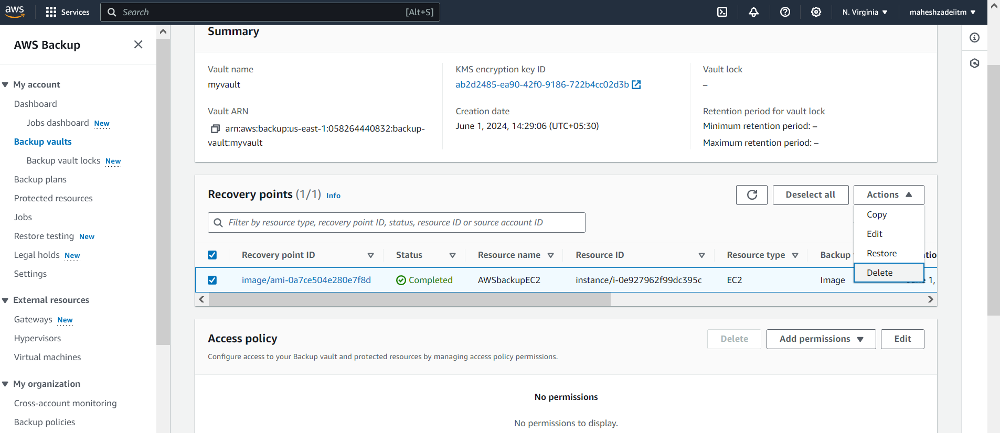 aws
Services
Search
[Alt+S]
N. Virginia
maheshzadeiitm
AWS Backup
My account
Dashboard
Jobs dashboard New
Backup vaults
Backup vault locks New
Backup plans
Protected resources
Jobs
Restore testing New
Legal holds New
Settings
External resources
Gateways New
Hypervisors
Virtual machines
My organization
Cross-account monitoring
Backup policies
Summary
Vault name
myvault
Vault ARN
arn:aws:backup:us-east-1:058264440832:backup-
vault:myvault
KMS encryption key ID
ab2d2485-ea90-42f0-9186-722b4cc02d3b
Creation date
June 1, 2024, 14:29:06 (UTC+05:30)
Vault lock
–
Retention period for vault lock
Minimum retention period: –
Maximum retention period: –
Recovery points (1/1) Info
Deselect all
Actions
Copy
Edit
Restore
Delete
Filter by resource type, recovery point ID, status, resource ID or source account ID
Recovery point ID Status Resource name Resource ID Resource type Backup
image/ami-0a7ce504e280e7f8d Completed AWSbackupEC2 instance/i-0e927962f99dc395c EC2 Image 1,
Access policy
Delete
Add permissions
Edit
Configure access to your Backup vault and protected resources by managing access policy permissions.
No permissions
No permissions to display.